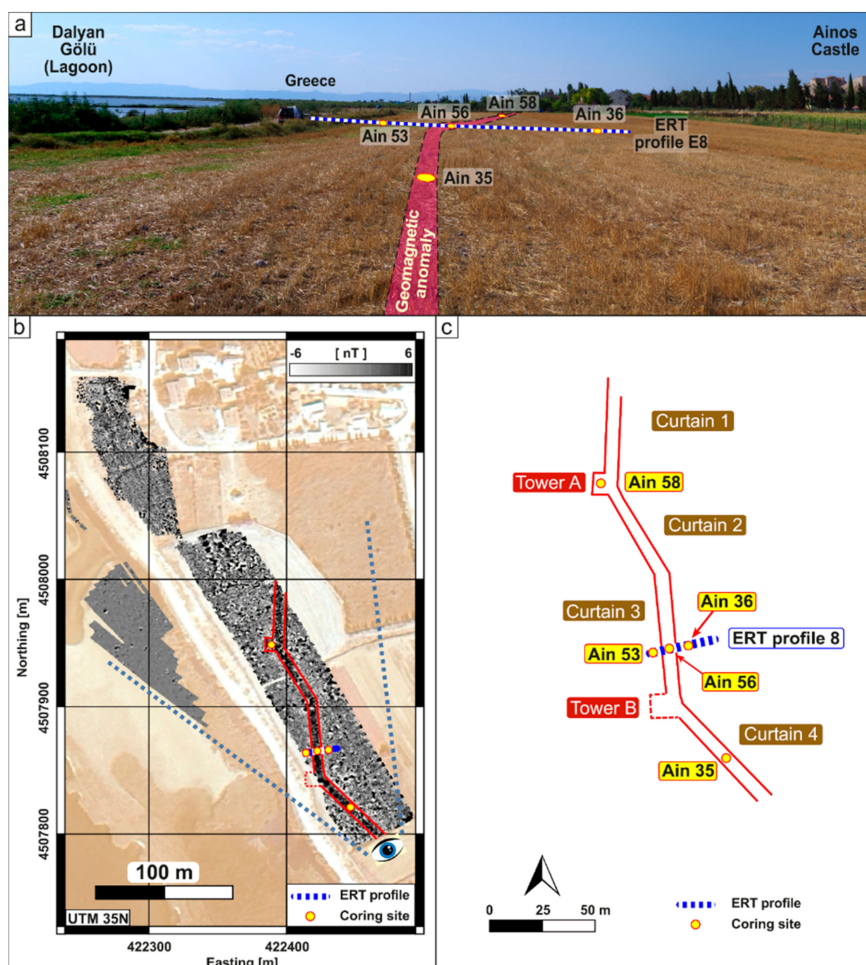 a
Dalyan
Gölü
(Lagoon)
Ainos
Castle
Greece
Ain 56
Ain 58
Ain 36
Ain 53
ERT
profile E8
Ain 35
Geomagnetic
anomaly
b
-6 [ nT ] 6
4508100
4508000
4507900
4507800
Northing [m]
100 m
UTM 35N
ERT profile
Coring site
422300
422400
Easting [m]
c
Curtain 1
Tower A
Ain 58
Curtain 2
Curtain 3
Ain 36
Ain 53
ERT profile 8
Ain 56
Tower B
Curtain 4
Ain 35
0 25 50 m
ERT profile
Coring site